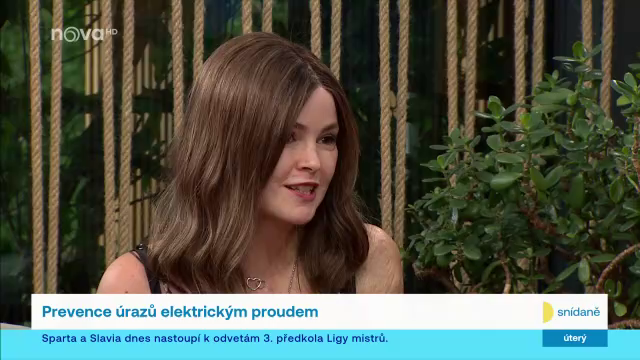 nova HD
Prevence úrazů elektrickým proudem
snídaně
Sparta a Slavia dnes nastoupí k odvetám 3. předkola Ligy mistrů.
úterý